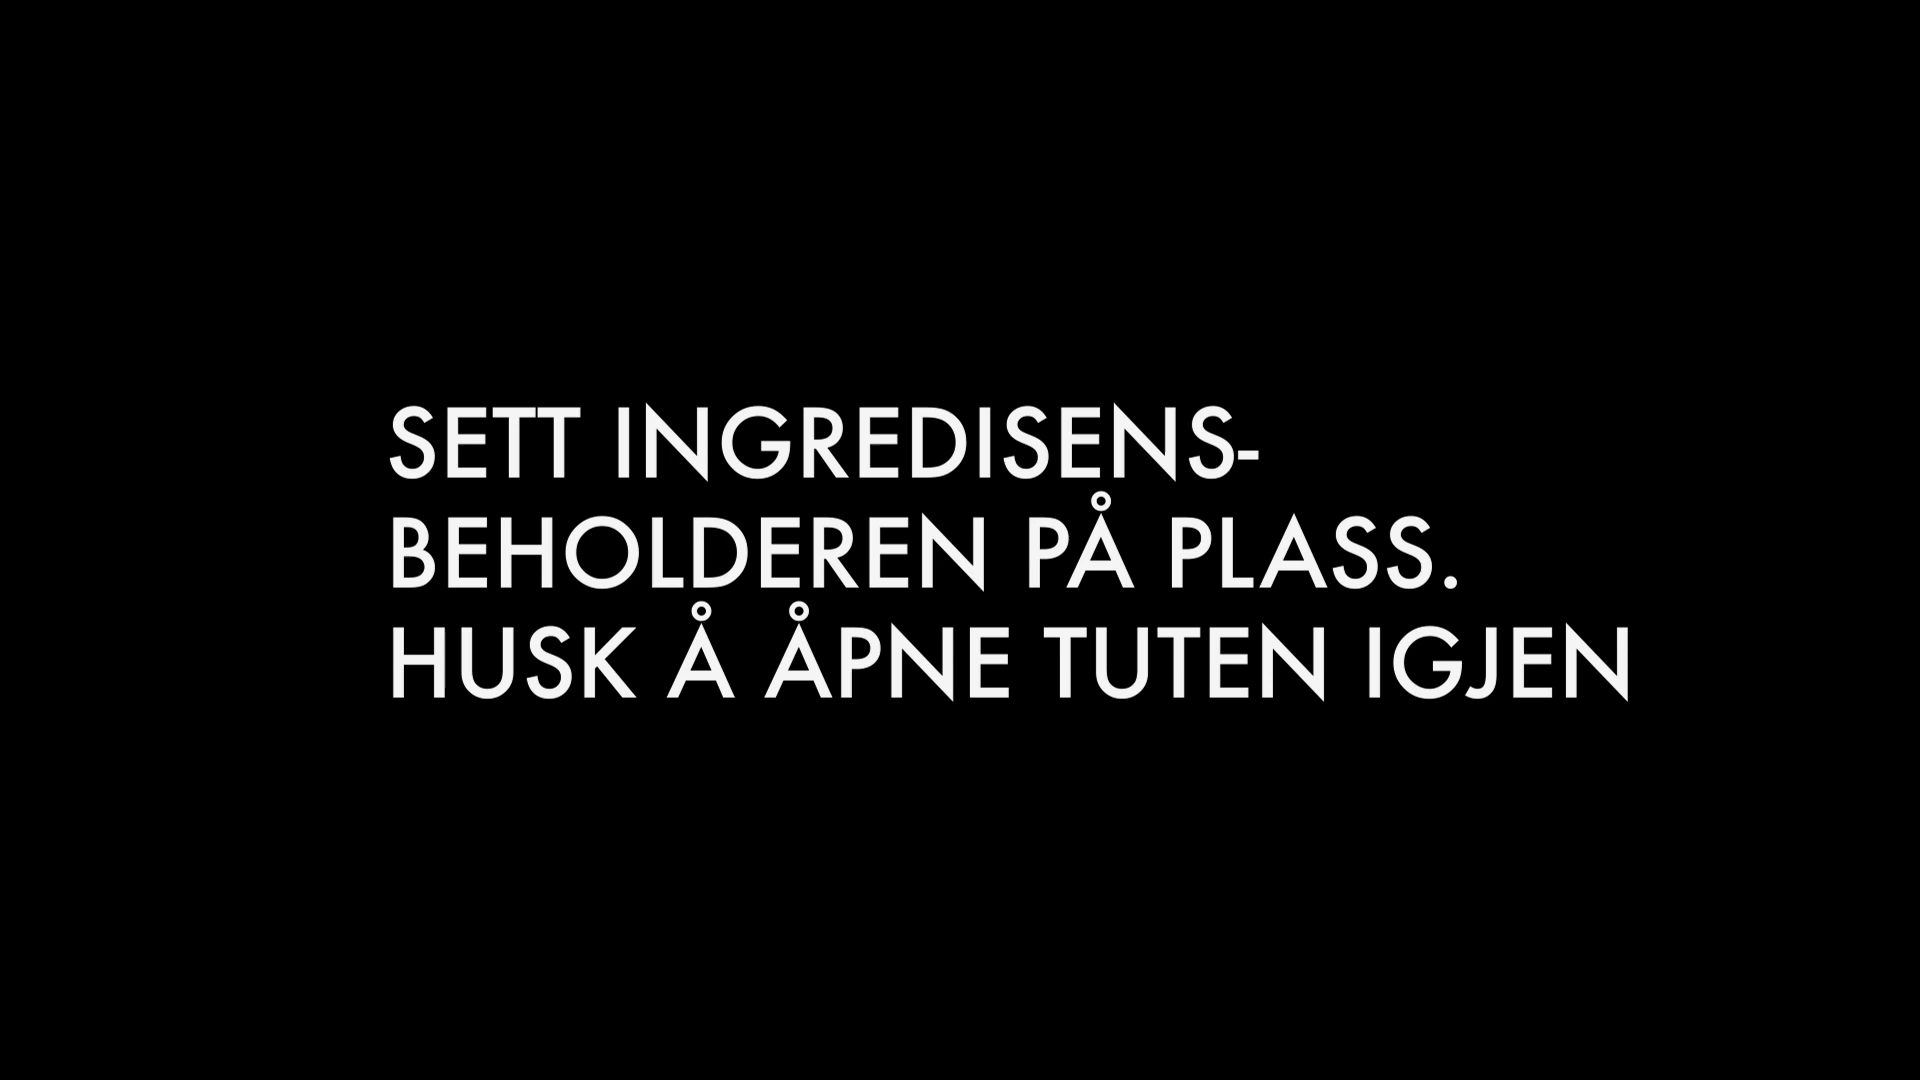 SETT INGREDISENS-
BEHOLDEREN PÅ PLASS.
HUSK Å ÅPNE TUTEN IGJEN